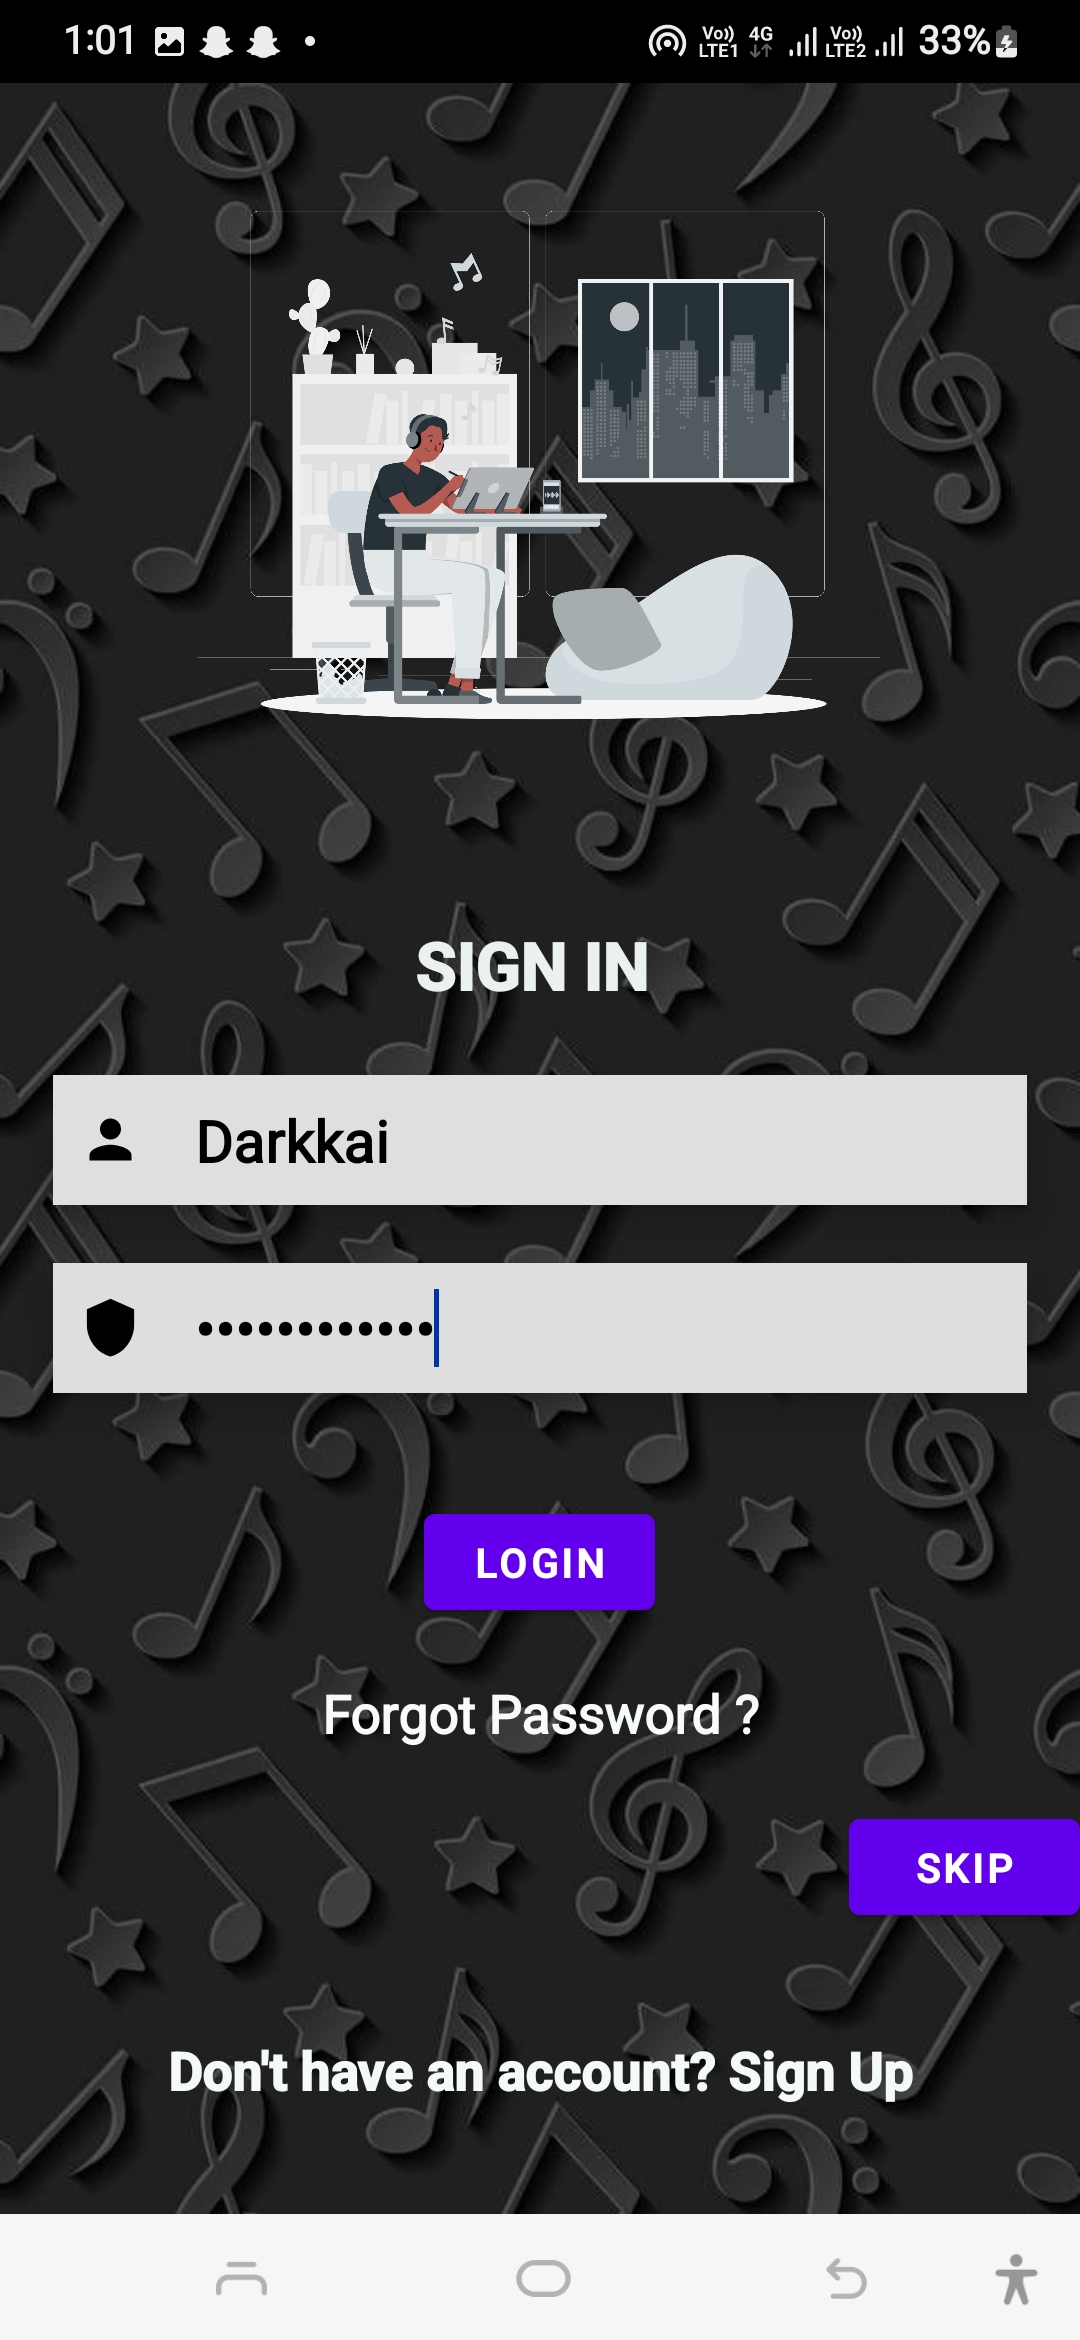 1:01 Vo)) LTE1 4G Vo)) LTE2 33%
SIGN IN
Darkkai
••••••••••••
LOGIN
Forgot Password ?
SKIP
Don't have an account? Sign Up